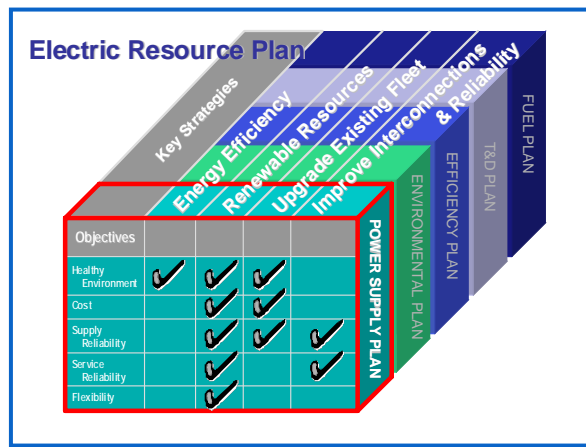 Electric Resource Plan
Key Strategies
Energy Efficiency
Renewable Resources
Upgrade Existing Fleet
Improve Interconnections
& Reliability
Objectives
Healthy
Environment
Cost
Supply
Reliability
Service
Reliability
Flexibility
POWER SUPPLY PLAN
ENVIRONMENTAL PLAN
EFFICIENCY PLAN
T&D PLAN
FUEL PLAN